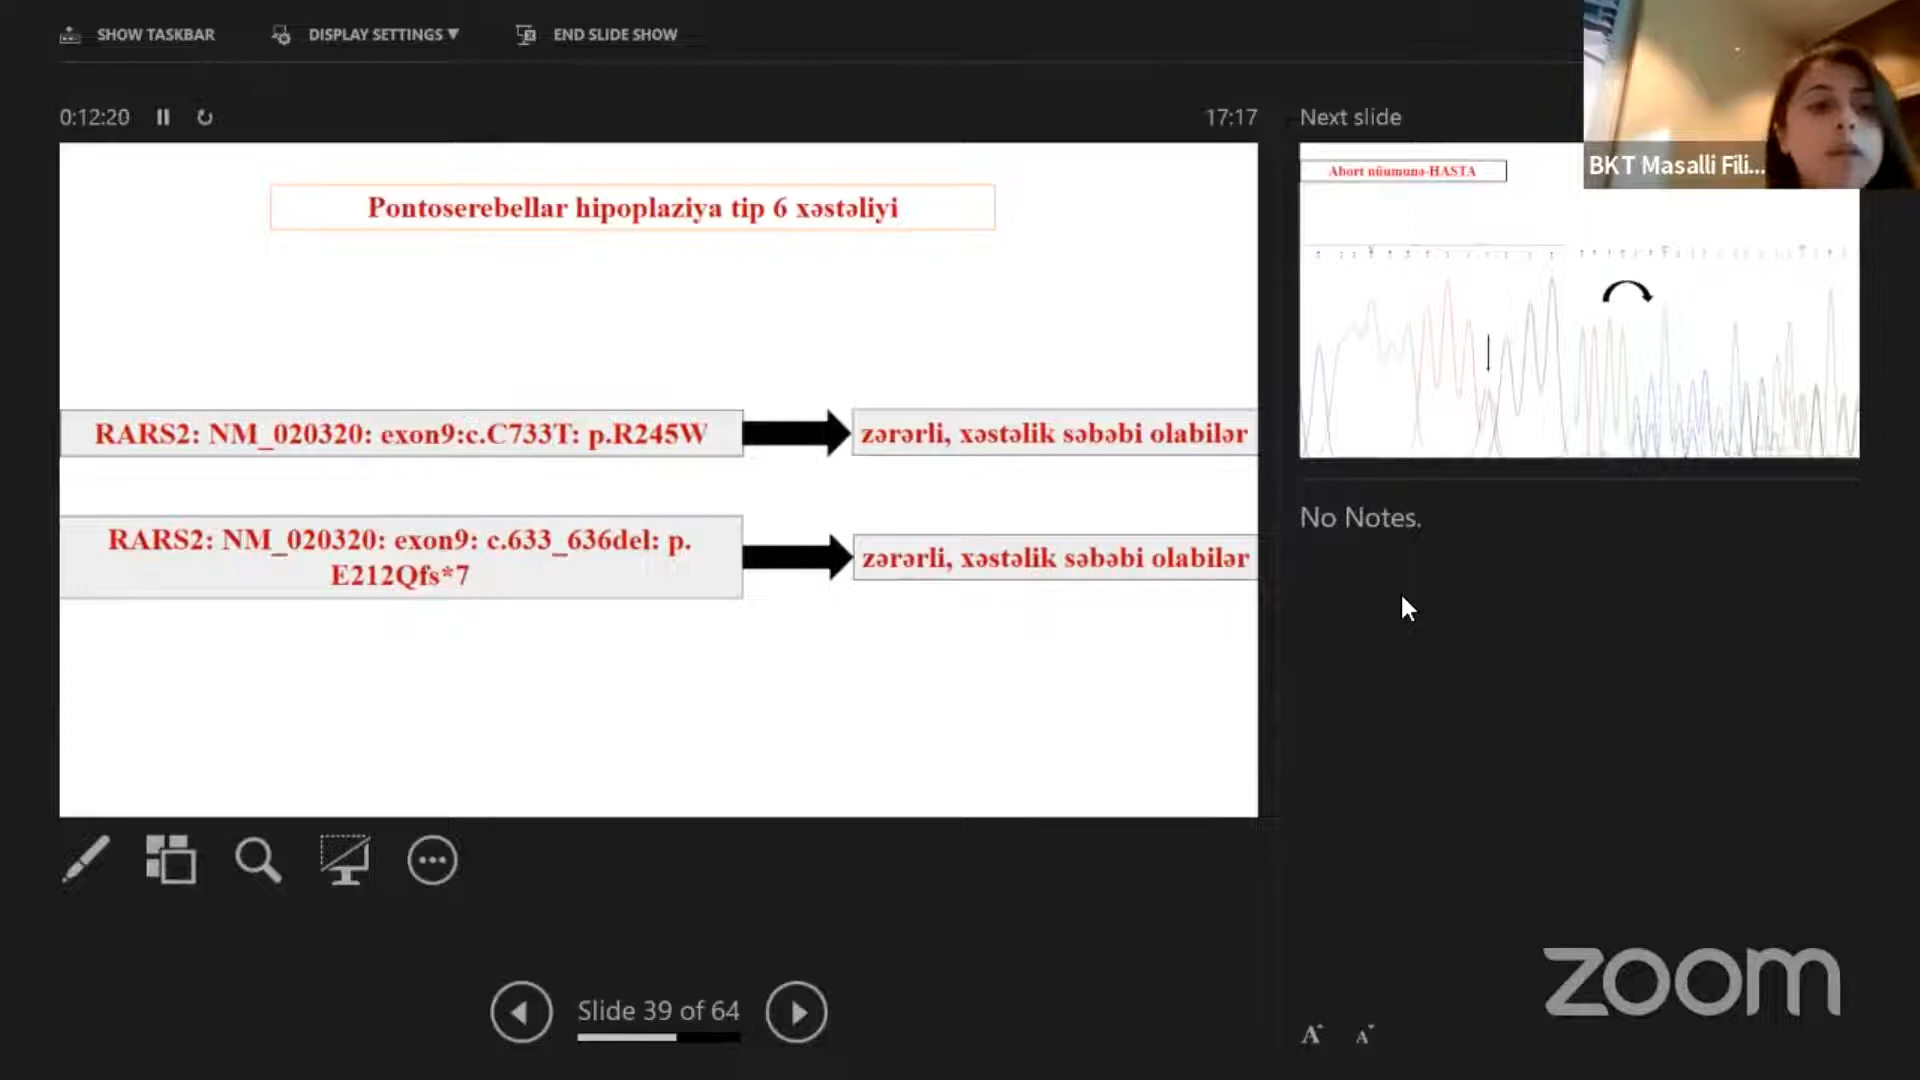 SHOW TASKBAR
DISPLAY SETTINGS ▼
END SLIDE SHOW
0:12:20
17:17
Next slide
BKT Masalli Fili...
Pontoserebellar hipoplaziya tip 6 xəstəliyi
RARS2: NM_020320: exon9:c.C733T: p.R245W
zərərli, xəstəlik səbəbi olabilər
RARS2: NM_020320: exon9: c.633_636del: p.
E212Qfs*7
zərərli, xəstəlik səbəbi olabilər
Abort nüumunə-HASTA
No Notes.
Slide 39 of 64
A A
zoom